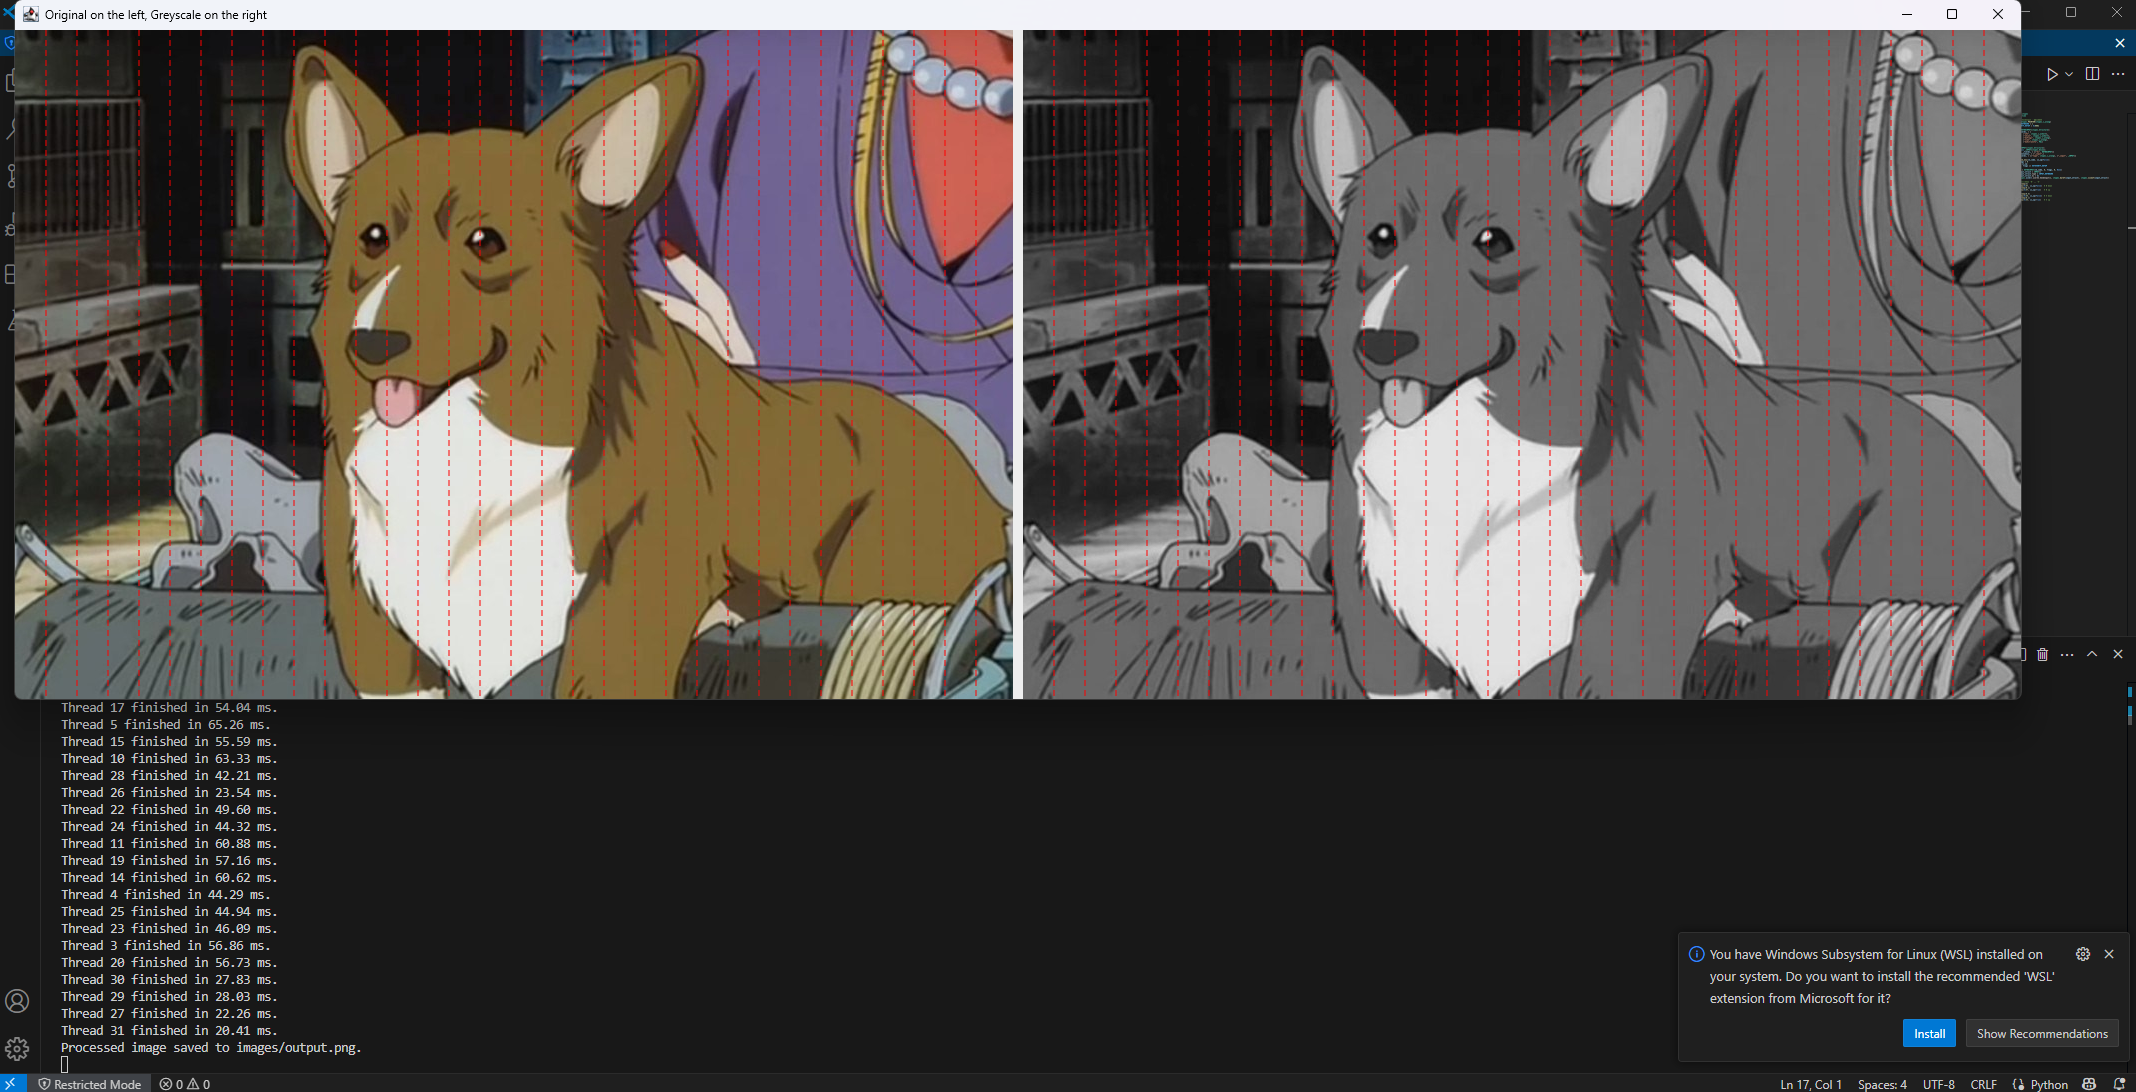 Original on the left, Greyscale on the right
Thread 17 finished in 54.04 ms.
Thread 5 finished in 65.26 ms.
Thread 15 finished in 55.59 ms.
Thread 10 finished in 63.33 ms.
Thread 28 finished in 42.21 ms.
Thread 26 finished in 23.54 ms.
Thread 22 finished in 49.60 ms.
Thread 24 finished in 44.32 ms.
Thread 11 finished in 60.88 ms.
Thread 19 finished in 57.16 ms.
Thread 14 finished in 60.62 ms.
Thread 4 finished in 44.29 ms.
Thread 25 finished in 44.94 ms.
Thread 23 finished in 46.09 ms.
Thread 3 finished in 56.86 ms.
Thread 20 finished in 56.73 ms.
Thread 30 finished in 27.83 ms.
Thread 29 finished in 28.03 ms.
Thread 27 finished in 22.26 ms.
Thread 31 finished in 20.41 ms.
Processed image saved to images/output.png.
You have Windows Subsystem for Linux (WSL) installed on
your system. Do you want to install the recommended 'WSL'
extension from Microsoft for it?
Install
Show Recommendations
Restricted Mode
0
0
Ln 17, Col 1
Spaces: 4
UTF-8
CRLF
Python